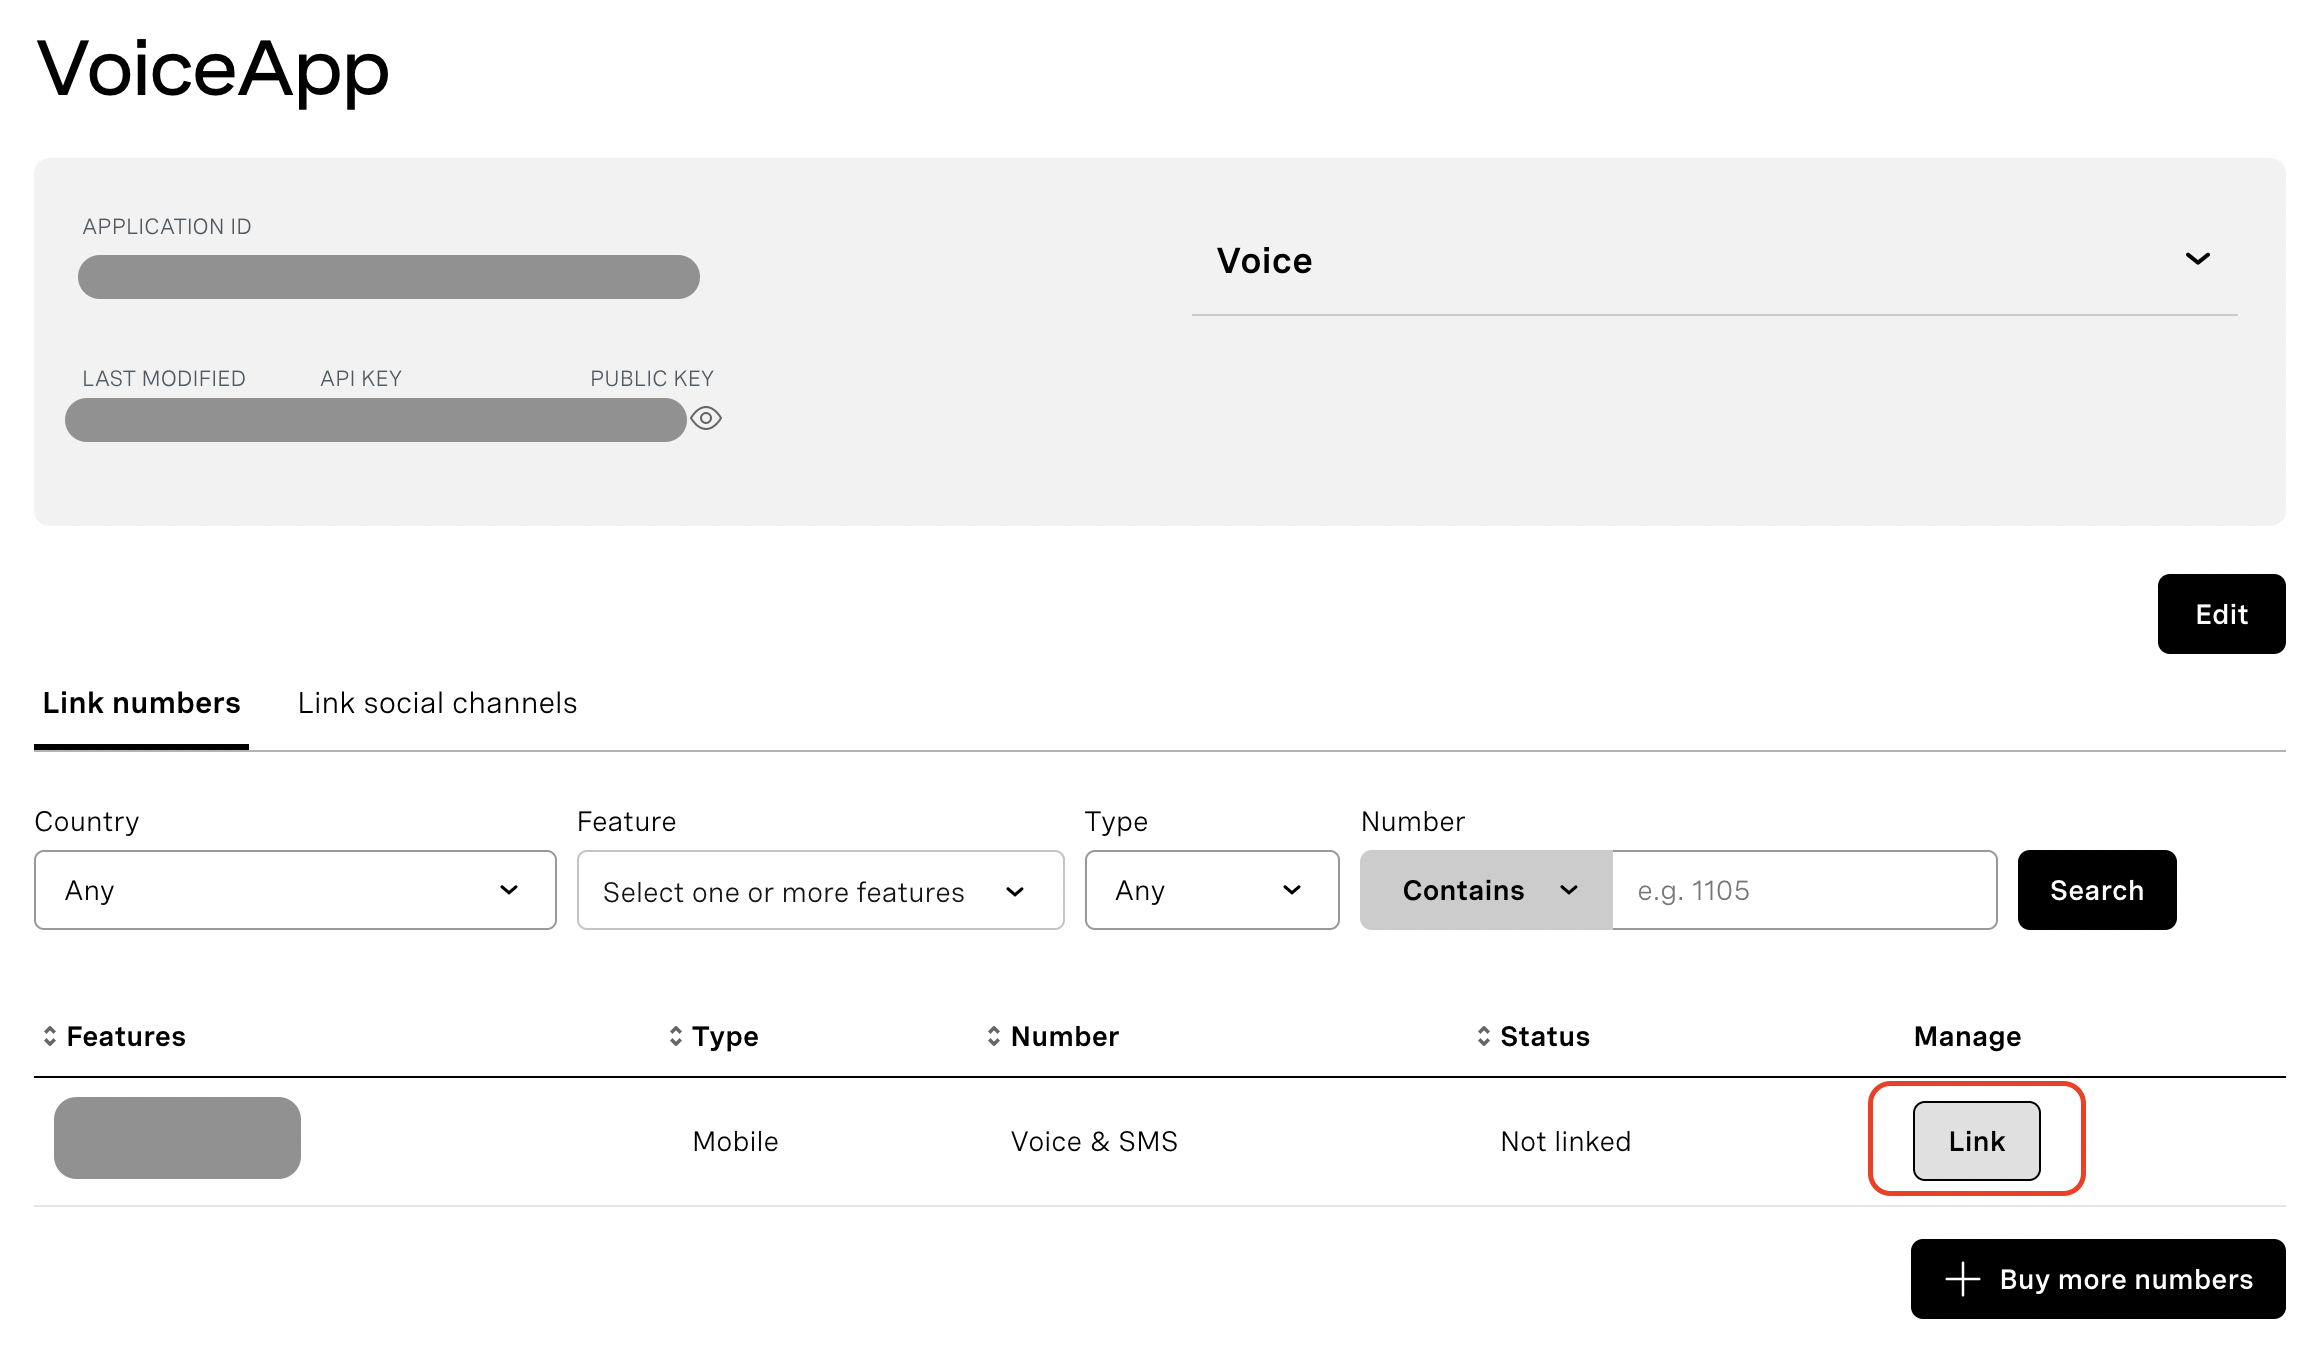 VoiceApp
APPLICATION ID
Voice
LAST MODIFIED API KEY PUBLIC KEY
Edit
Link numbers Link social channels
Country Feature Type Number
Any Select one or more features Any Contains e.g. 1105 Search
Features Type Number Status Manage
Mobile Voice & SMS Not linked Link
Buy more numbers